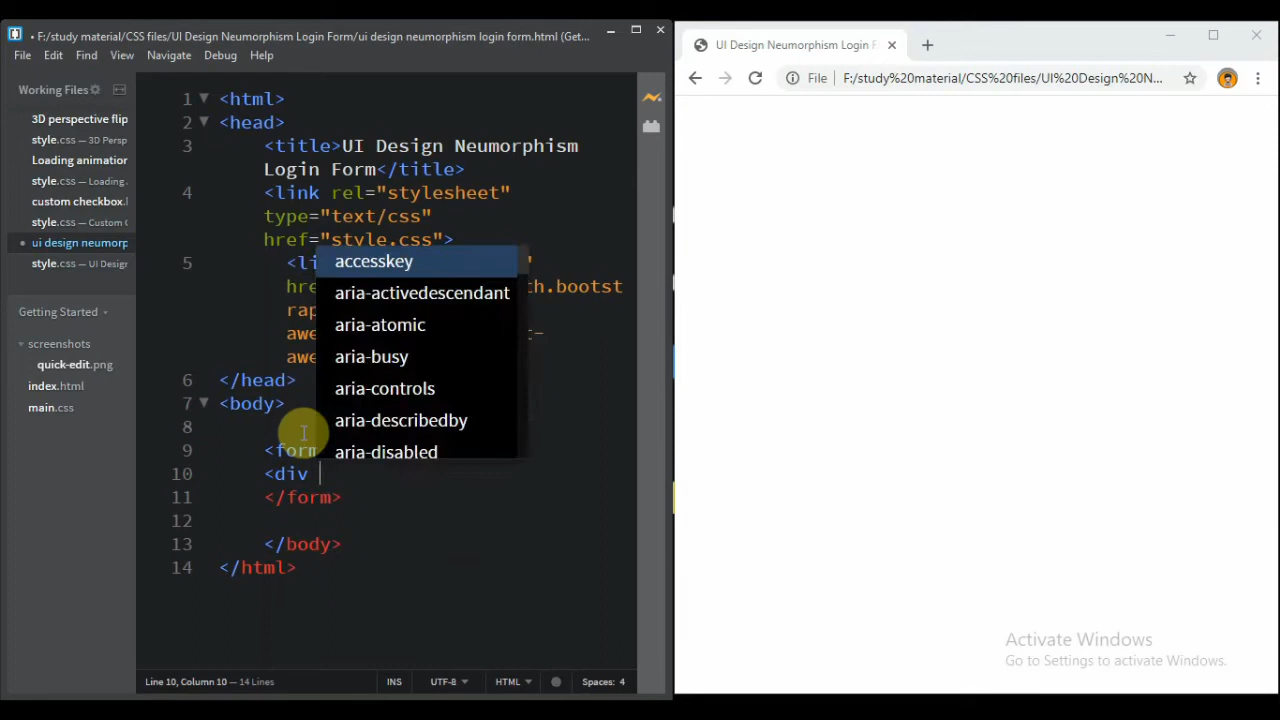 • F:/study material/CSS files/UI Design Neumorphism Login Form/ui design neumorphism login form.html (Get...
File Edit Find View Navigate Debug Help
Working Files
3D perspective flip
style.css — 3D Persp
Loading animation
style.css — Loading
custom checkbox.
style.css — Custom C
ui design neumorp
style.css — UI Design
Getting Started
screenshots
quick-edit.png
index.html
main.css
1 <html>
2 <head>
3 <title>UI Design Neumorphism
Login Form</title>
4 <link rel="stylesheet"
type="text/css"
href="style.css">
5 <li
hre th.bootst
rap
awe t-
awe
6 </head>
7 <body>
8
9 <form
10 <div
11 </form>
12
13 </body>
14 </html>
accesskey
aria-activedescendant
aria-atomic
aria-busy
aria-controls
aria-describedby
aria-disabled
Line 10, Column 10 — 14 Lines INS UTF-8 HTML Spaces: 4
UI Design Neumorphism Login F
File F:/study%20material/CSS%20files/UI%20Design%20N...
Activate Windows
Go to Settings to activate Windows.